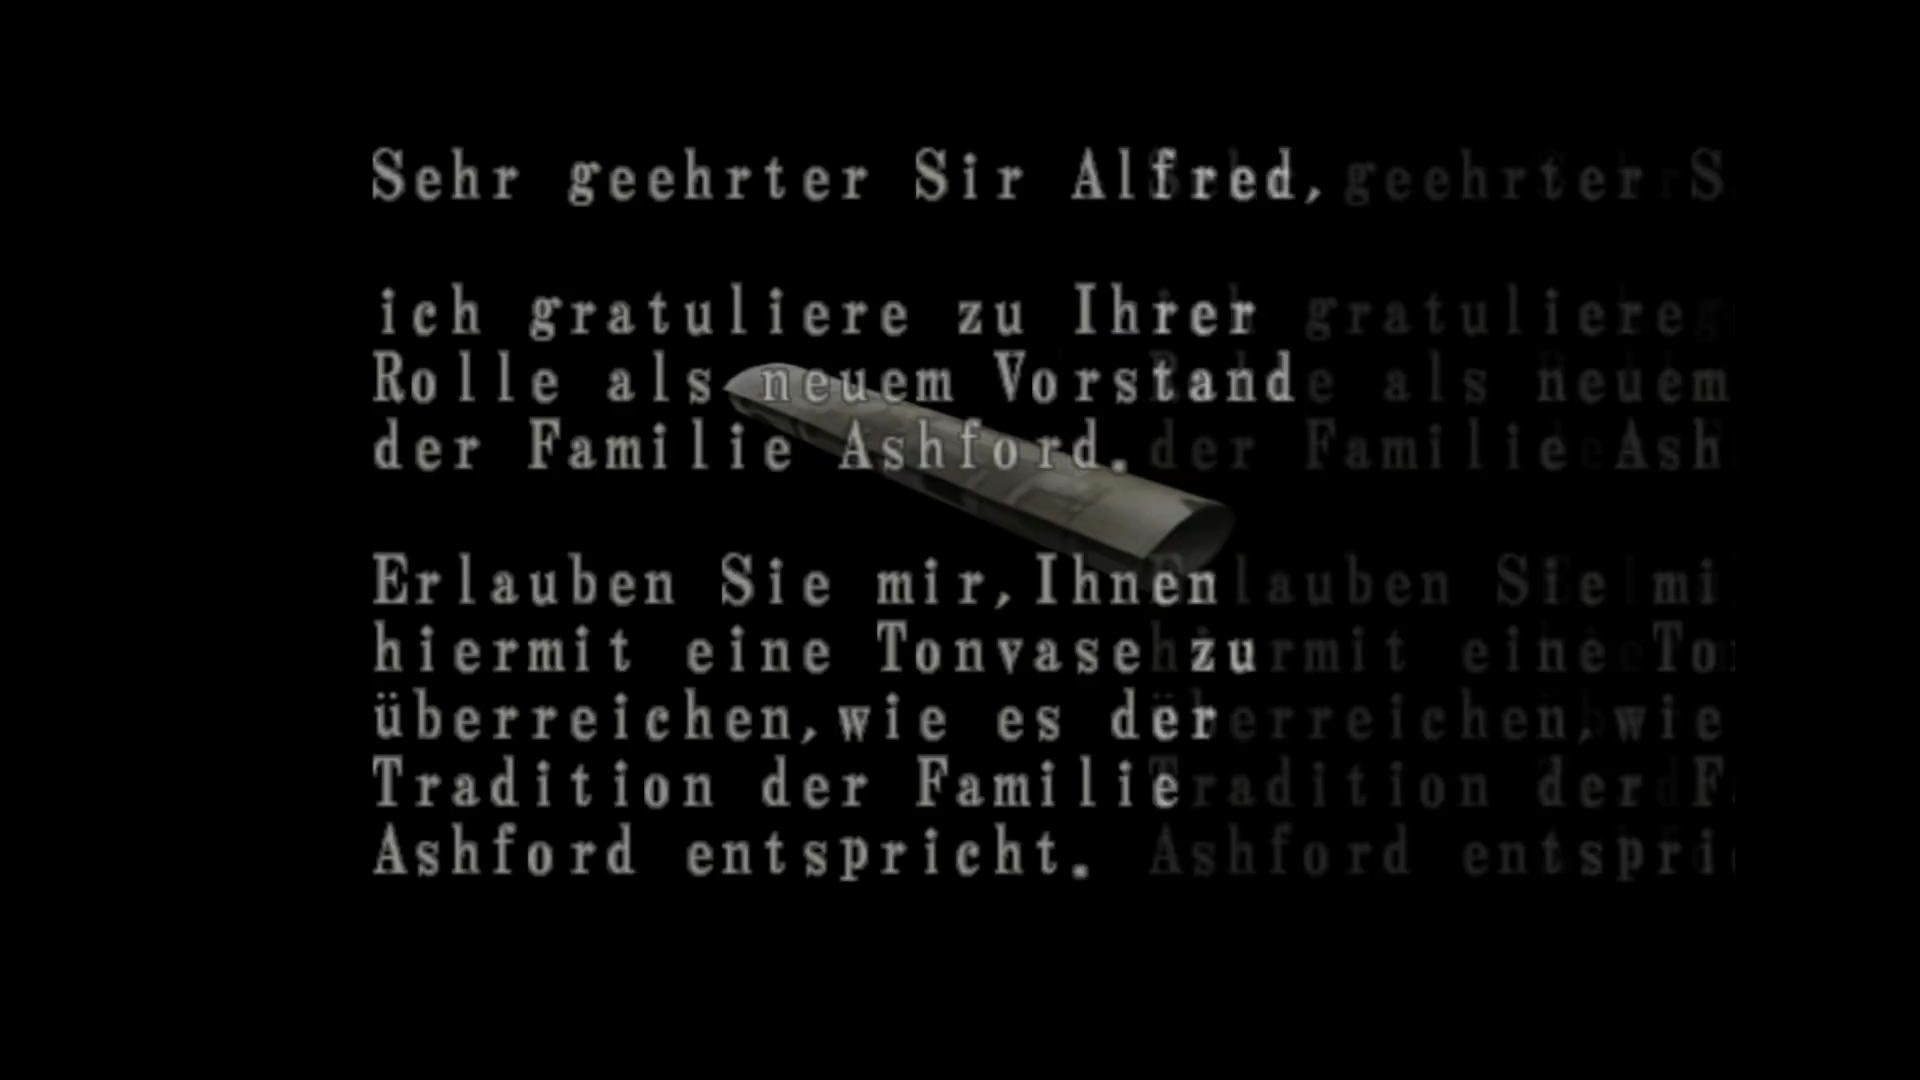 Sehr geehrter Sir Alfred,
ich gratuliere zu Ihrer
Rolle als neuem Vorstand
der Familie Ashford.
Erlauben Sie mir, Ihnen
hiermit eine Tonvase zu
überreichen, wie es der
Tradition der Familie
Ashford entspricht.